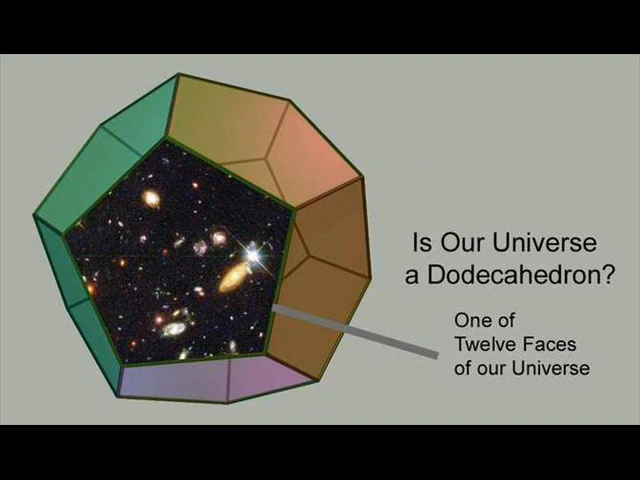 Is Our Universe
a Dodecahedron?
One of
Twelve Faces
of our Universe